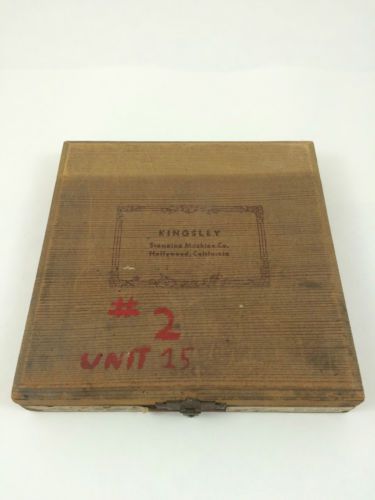 KINGSLEY
Stamping Machine Co.
Hollywood, California
#2
UNIT 15